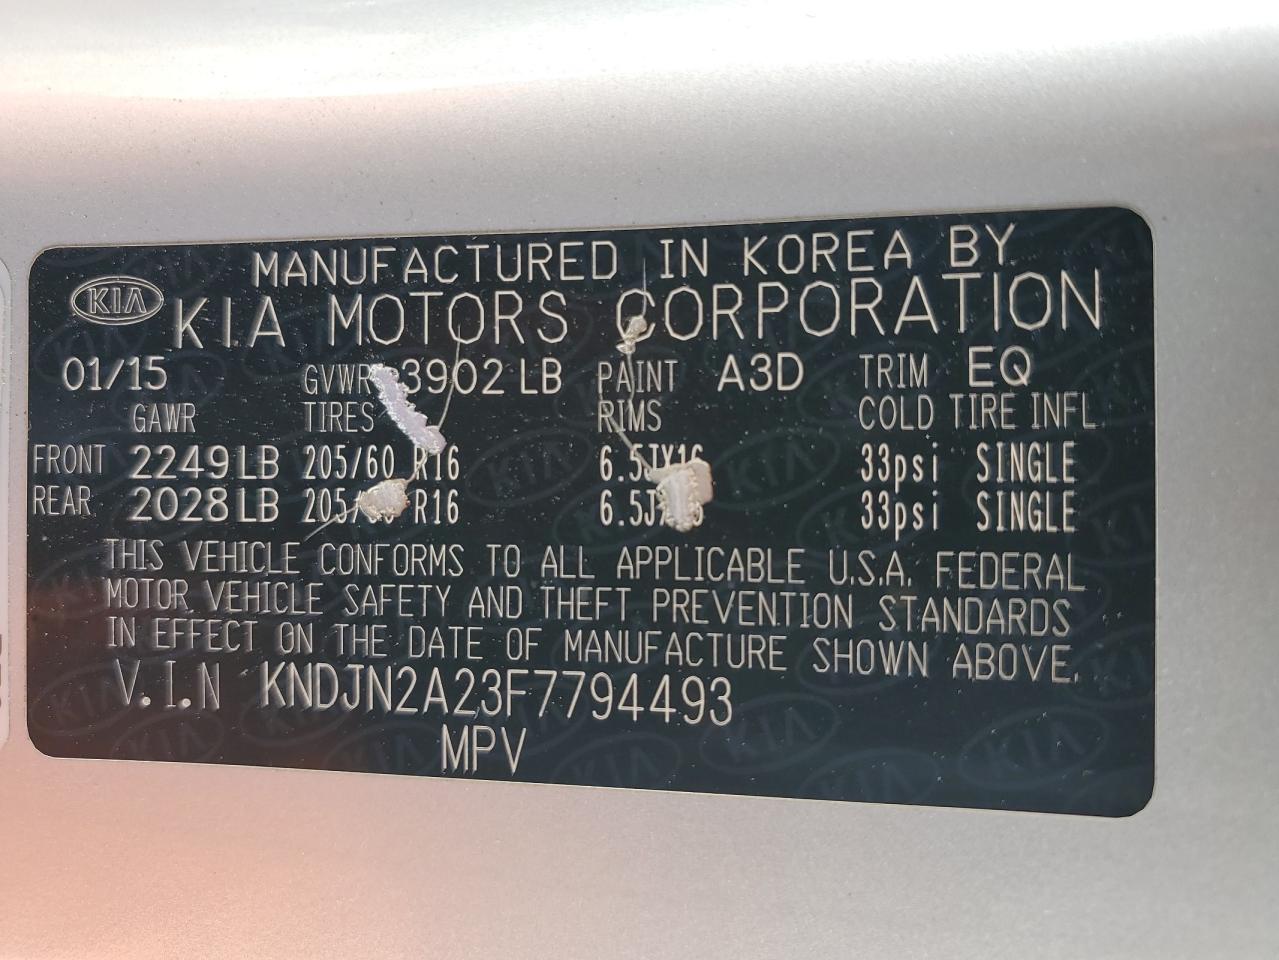 MANUFACTURED IN KOREA BY
KIA KIA MOTORS CORPORATION
01/15 GVWR 3902 LB PAINT A3D TRIM EQ
GAWR TIRES RIMS COLD TIRE INFL
FRONT 2249 LB 205/60 R16 6.5JX16 33psi SINGLE
REAR 2028 LB R16 33psi SINGLE
THIS VEHICLE CONFORMS TO ALL APPLICABLE U.S.A. FEDERAL
MOTOR VEHICLE SAFETY AND THEFT PREVENTION STANDARDS
IN EFFECT ON THE DATE OF MANUFACTURE SHOWN ABOVE.
V.I.N KNDJN2A23F7794493
MPV